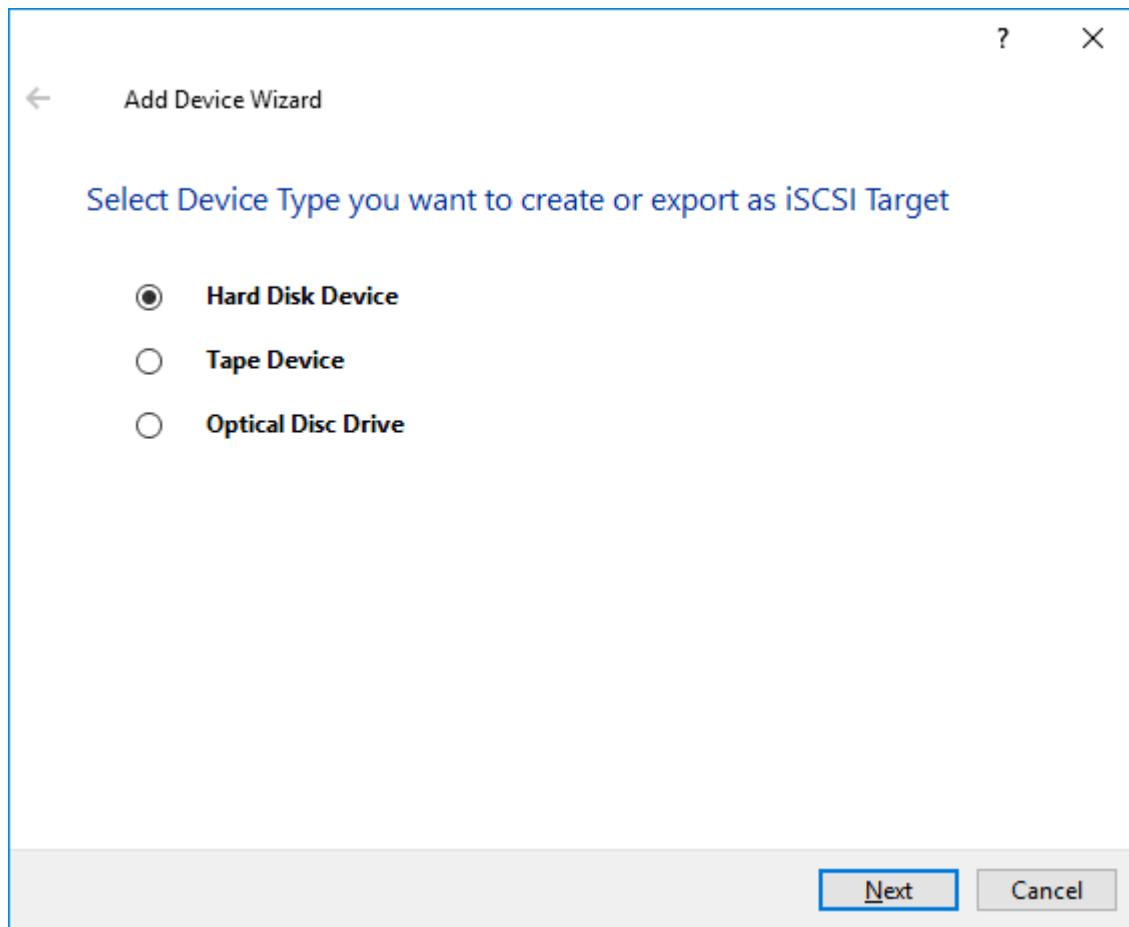 ?
Add Device Wizard
Select Device Type you want to create or export as iSCSI Target
Hard Disk Device
Tape Device
Optical Disc Drive
Next Cancel